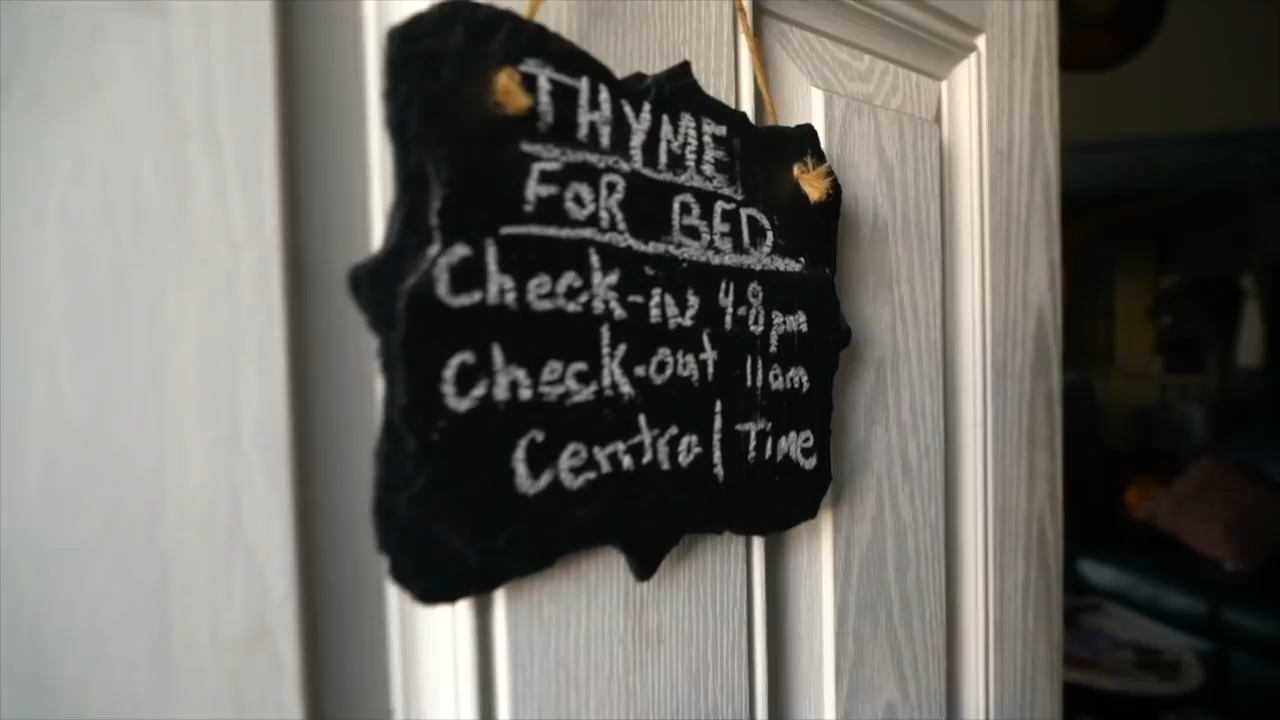 THYME
FOR BED
Check-in 4-8pm
Check-out 11am
Central Time